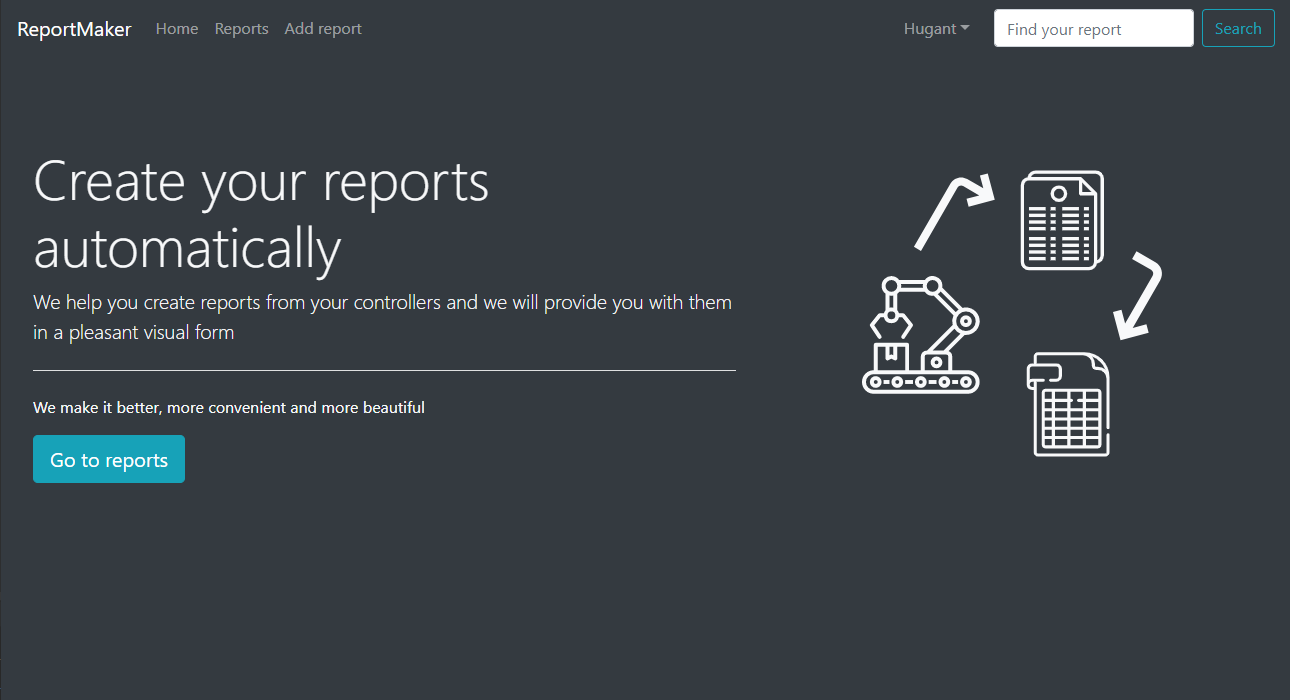 ReportMaker Home Reports Add report Hugant Find your report Search
Create your reports
automatically
We help you create reports from your controllers and we will provide you with them
in a pleasant visual form
We make it better, more convenient and more beautiful
Go to reports